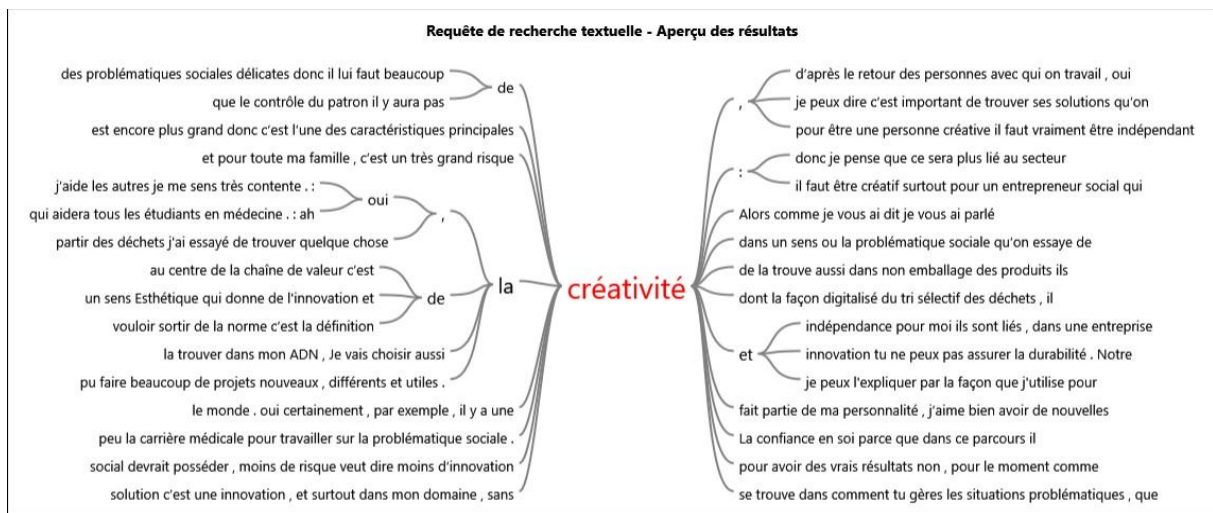 Requête de recherche textuelle - Aperçu des résultats
des problématiques sociales délicates donc il lui faut beaucoup
que le contrôle du patron il y aura pas
de
est encore plus grand donc c'est l'une des caractéristiques principales
et pour toute ma famille , c'est un très grand risque
j'aide les autres je me sens très contente . :
qui aidera tous les étudiants en médecine . : ah
oui
partir des déchets j'ai essayé de trouver quelque chose
,
au centre de la chaîne de valeur c'est
un sens Esthétique qui donne de l'innovation et
vouloir sortir de la norme c'est la définition
de
la
la trouver dans mon ADN , Je vais choisir aussi
pu faire beaucoup de projets nouveaux , différents et utiles .
le monde . oui certainement , par exemple , il y a une
peu la carrière médicale pour travailler sur la problématique sociale .
social devrait posséder , moins de risque veut dire moins d'innovation
solution c'est une innovation , et surtout dans mon domaine , sans
créativité
,
d'après le retour des personnes avec qui on travail , oui
je peux dire c'est important de trouver ses solutions qu'on
pour être une personne créative il faut vraiment être indépendant
:
donc je pense que ce sera plus lié au secteur
il faut être créatif surtout pour un entrepreneur social qui
Alors comme je vous ai dit je vous ai parlé
dans un sens ou la problématique sociale qu'on essaye de
de la trouve aussi dans non emballage des produits ils
dont la façon digitalisé du tri sélectif des déchets , il
et
indépendance pour moi ils sont liés , dans une entreprise
innovation tu ne peux pas assurer la durabilité . Notre
je peux l'expliquer par la façon que j'utilise pour
fait partie de ma personnalité , j'aime bien avoir de nouvelles
La confiance en soi parce que dans ce parcours il
pour avoir des vrais résultats non , pour le moment comme
se trouve dans comment tu gères les situations problématiques , que